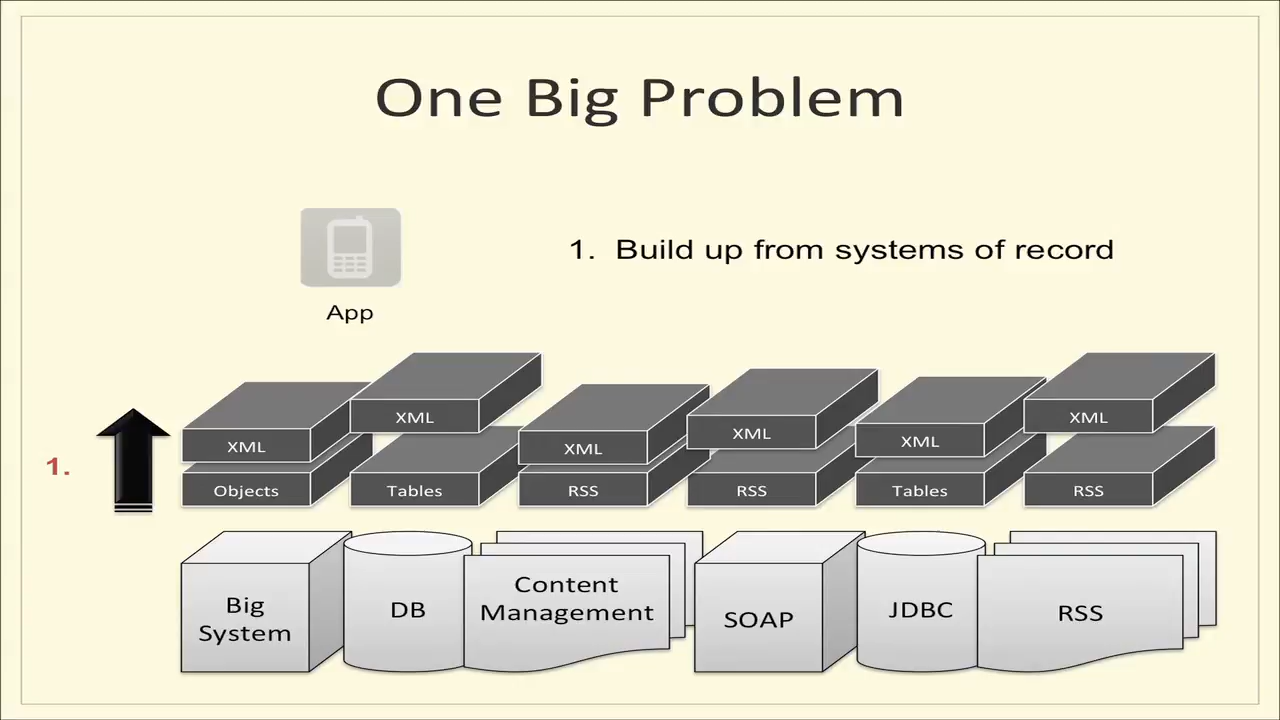 One Big Problem
1. Build up from systems of record
App
XML
XML
XML
XML
XML
XML
1.
Objects
Tables
RSS
RSS
Tables
RSS
Big
System
DB
Content
Management
SOAP
JDBC
RSS